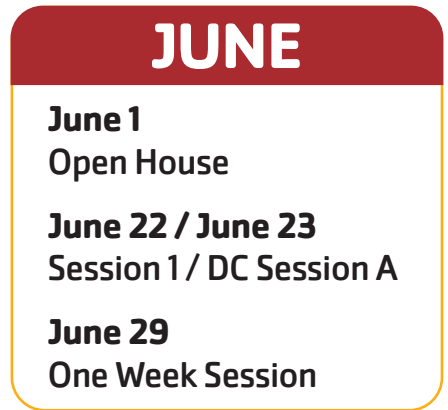 JUNE
June 1
Open House
June 22 / June 23
Session 1 / DC Session A
June 29
One Week Session